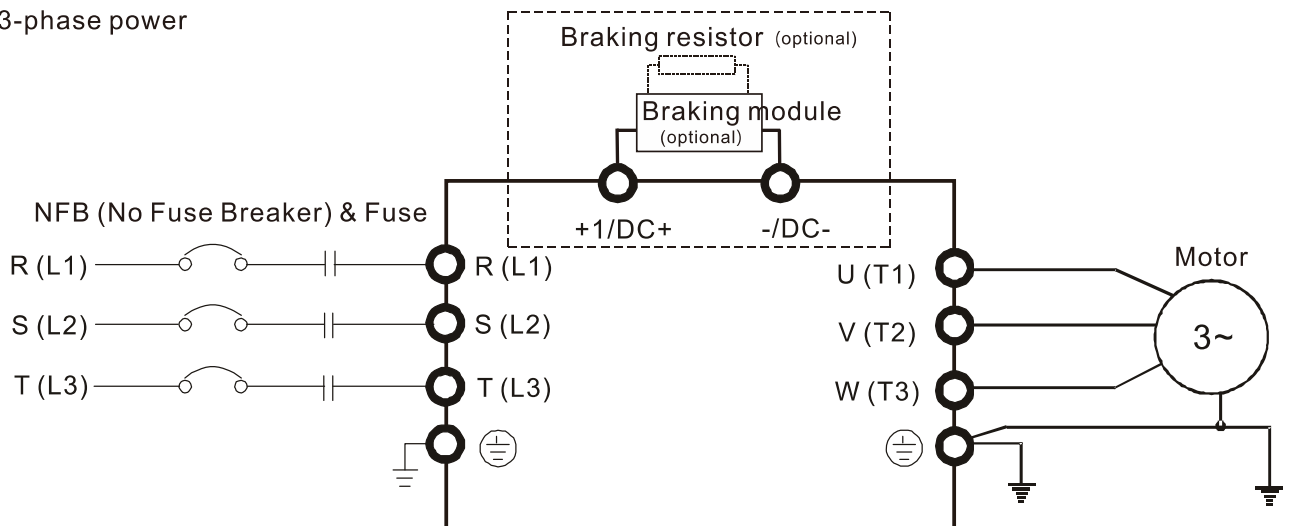 3-phase power
Braking resistor (optional)
Braking module
(optional)
+1/DC+
-/DC-
NFB (No Fuse Breaker) & Fuse
R (L1)
R (L1)
S (L2)
S (L2)
T (L3)
T (L3)
U (T1)
V (T2)
W (T3)
Motor
3~